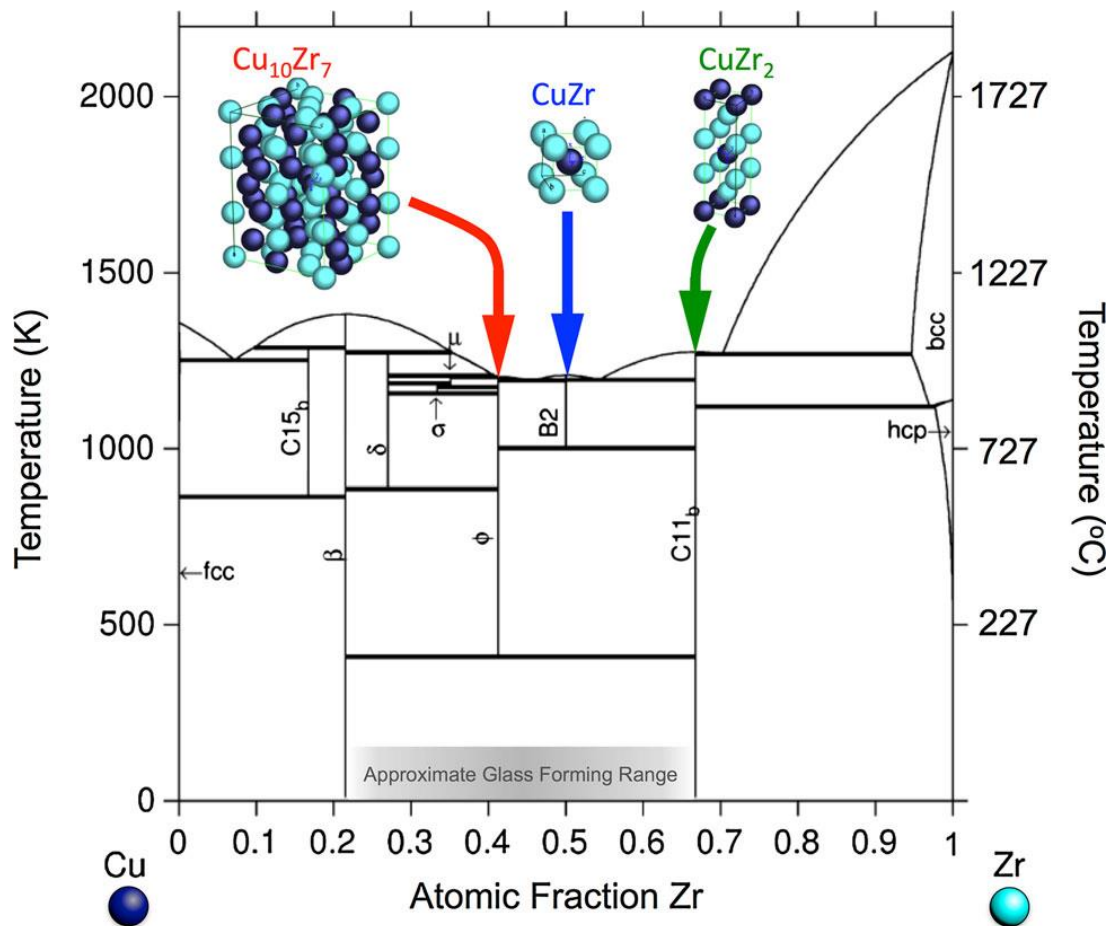 Cu₁₀Zr₇
CuZr
CuZr₂
2000
1500
1000
500
0
Temperature (K)
1727
1227
727
227
Temperature (ºC)
μ
σ
C15b
δ
β
ϕ
B2
C11b
bcc
hcp→
←fcc
Approximate Glass Forming Range
0 0.1 0.2 0.3 0.4 0.5 0.6 0.7 0.8 0.9 1
Cu
Zr
Atomic Fraction Zr